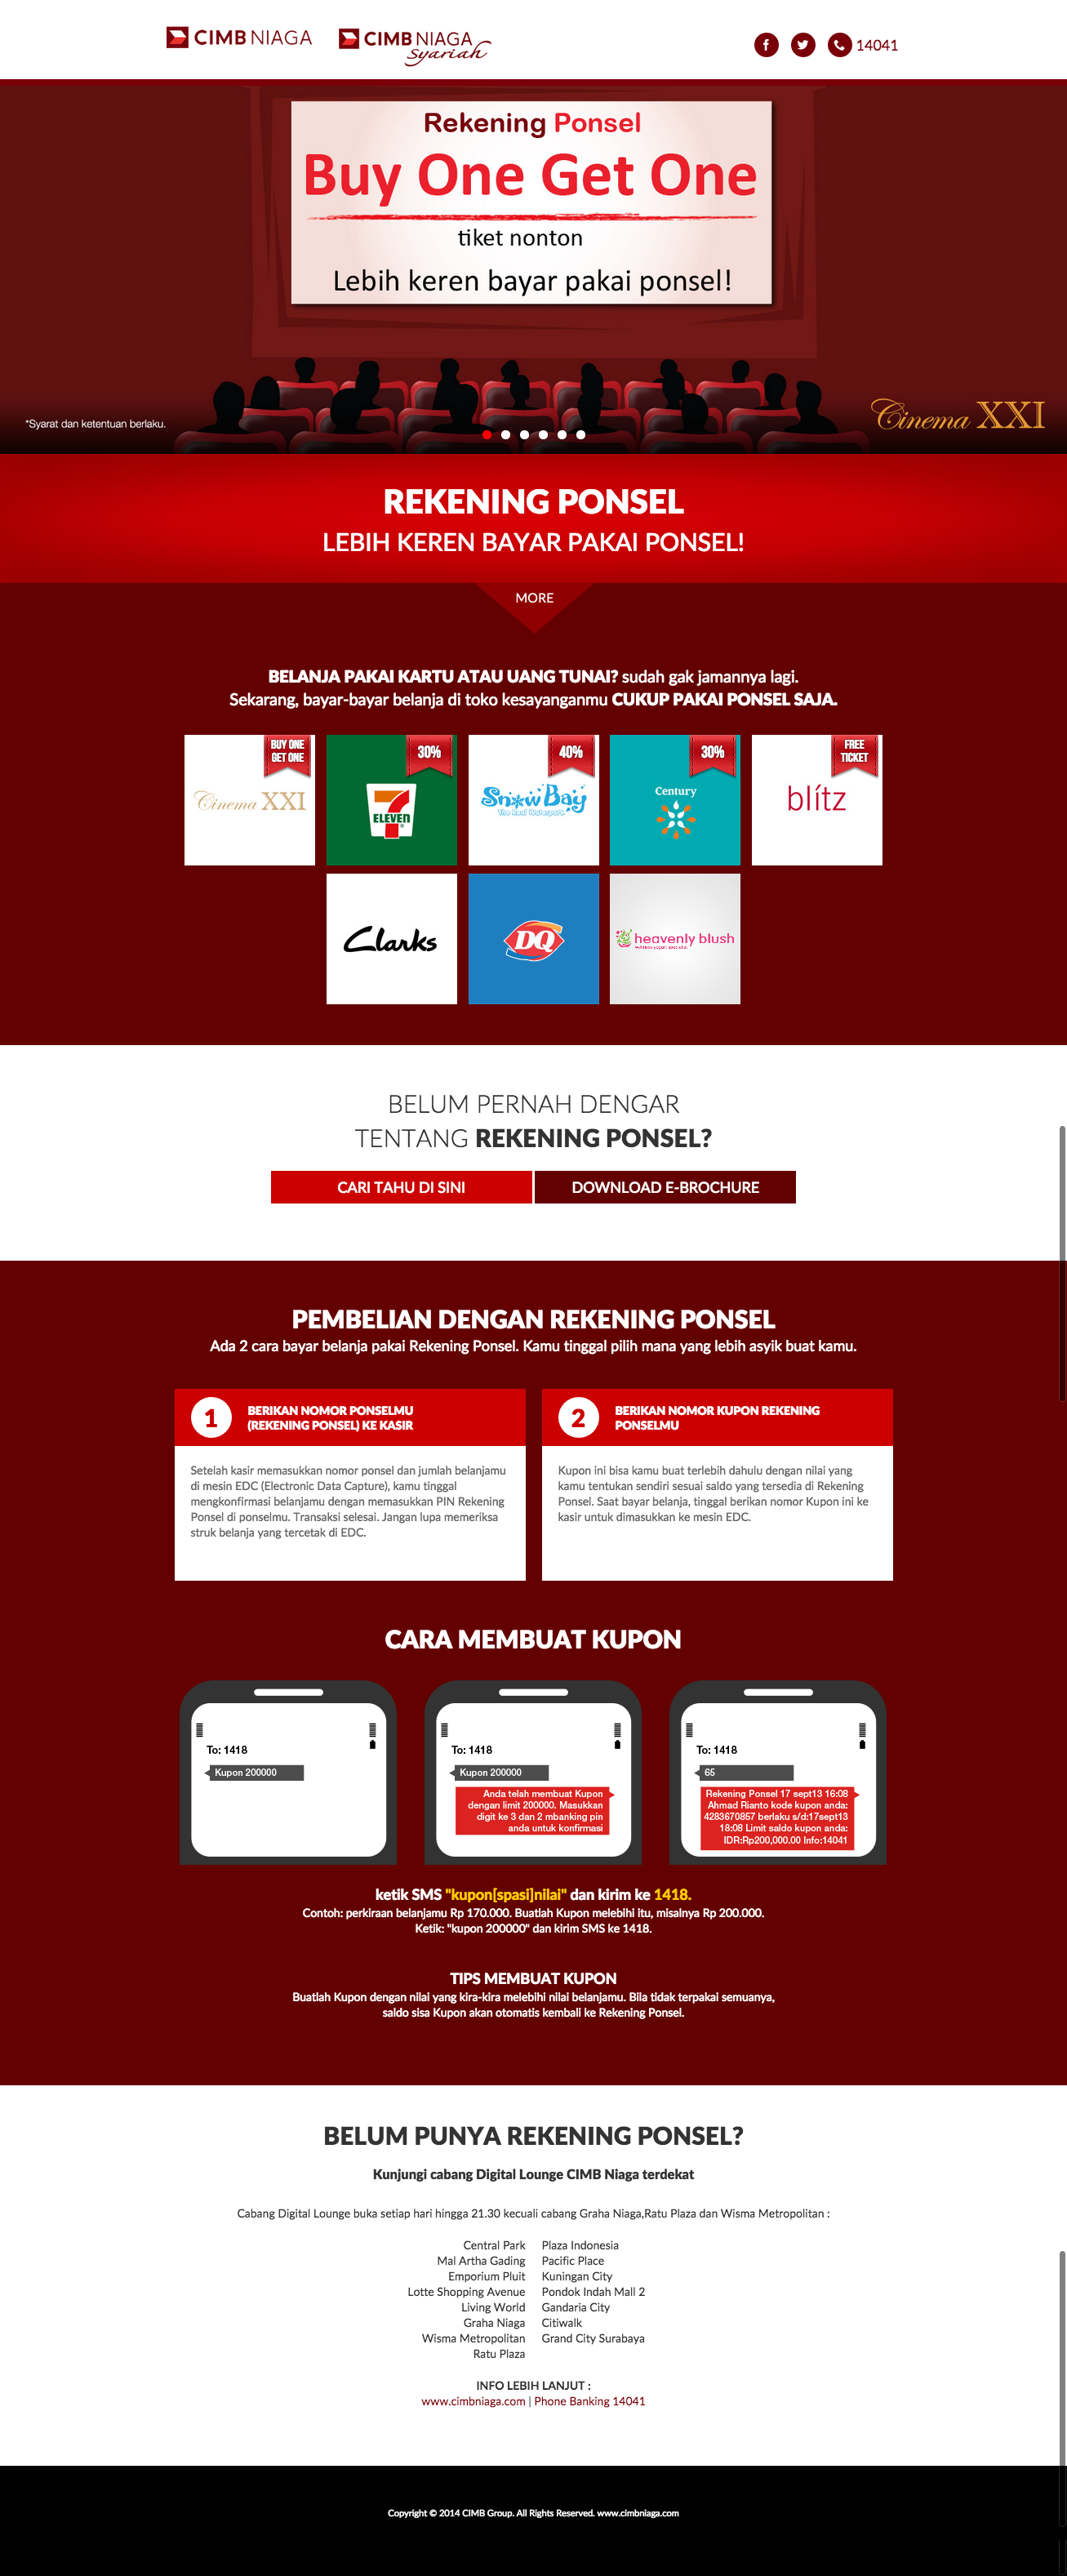 CIMB NIAGA
CIMB NIAGA
Syariah
f
14041
Rekening Ponsel
Buy One Get One
tiket nonton
Lebih keren bayar pakai ponsel!
*Syarat dan ketentuan berlaku.
Cinema XXI
REKENING PONSEL
LEBIH KEREN BAYAR PAKAI PONSEL!
MORE
BELANJA PAKAI KARTU ATAU UANG TUNAI? sudah gak jamannya lagi.
Sekarang, bayar-bayar belanja di toko kesayanganmu CUKUP PAKAI PONSEL SAJA.
BUY ONE
GET ONE
Cinema XXI
30%
7
ELEVEN
40%
SnowBay
The Real Waterpark
30%
Century
FREE
TICKET
blítz
Clarks
DQ
heavenly blush
BELUM PERNAH DENGAR
TENTANG REKENING PONSEL?
CARI TAHU DI SINI
DOWNLOAD E-BROCHURE
PEMBELIAN DENGAN REKENING PONSEL
Ada 2 cara bayar belanja pakai Rekening Ponsel. Kamu tinggal pilih mana yang lebih asyik buat kamu.
1
BERIKAN NOMOR PONSELMU
(REKENING PONSEL) KE KASIR
Setelah kasir memasukkan nomor ponsel dan jumlah belanjamu
di mesin EDC (Electronic Data Capture), kamu tinggal
mengkonfirmasi belanjamu dengan memasukkan PIN Rekening
Ponsel di ponselmu. Transaksi selesai. Jangan lupa memeriksa
struk belanja yang tercetak di EDC.
2
BERIKAN NOMOR KUPON REKENING
PONSELMU
Kupon ini bisa kamu buat terlebih dahulu dengan nilai yang
kamu tentukan sendiri sesuai saldo yang tersedia di Rekening
Ponsel. Saat bayar belanja, tinggal berikan nomor Kupon ini ke
kasir untuk dimasukkan ke mesin EDC.
CARA MEMBUAT KUPON
To: 1418
Kupon 200000
To: 1418
Kupon 200000
Anda telah membuat Kupon
dengan limit 200000. Masukkan
digit ke 3 dan 2 mbanking pin
anda untuk konfirmasi
To: 1418
65
Rekening Ponsel 17 sept13 16:08
Ahmad Rianto kode kupon anda:
4283670857 berlaku s/d:17sept13
18:08 Limit saldo kupon anda:
IDR:Rp200,000.00 Info:14041
ketik SMS "kupon[spasi]nilai" dan kirim ke 1418.
Contoh: perkiraan belanjamu Rp 170.000. Buatlah Kupon melebihi itu, misalnya Rp 200.000.
Ketik: "kupon 200000" dan kirim SMS ke 1418.
TIPS MEMBUAT KUPON
Buatlah Kupon dengan nilai yang kira-kira melebihi nilai belanjamu. Bila tidak terpakai semuanya,
saldo sisa Kupon akan otomatis kembali ke Rekening Ponsel.
BELUM PUNYA REKENING PONSEL?
Kunjungi cabang Digital Lounge CIMB Niaga terdekat
Cabang Digital Lounge buka setiap hari hingga 21.30 kecuali cabang Graha Niaga,Ratu Plaza dan Wisma Metropolitan :
Central Park
Mal Artha Gading
Emporium Pluit
Lotte Shopping Avenue
Living World
Graha Niaga
Wisma Metropolitan
Ratu Plaza
Plaza Indonesia
Pacific Place
Kuningan City
Pondok Indah Mall 2
Gandaria City
Citiwalk
Grand City Surabaya
INFO LEBIH LANJUT :
www.cimbniaga.com | Phone Banking 14041
Copyright © 2014 CIMB Group. All Rights Reserved. www.cimbniaga.com